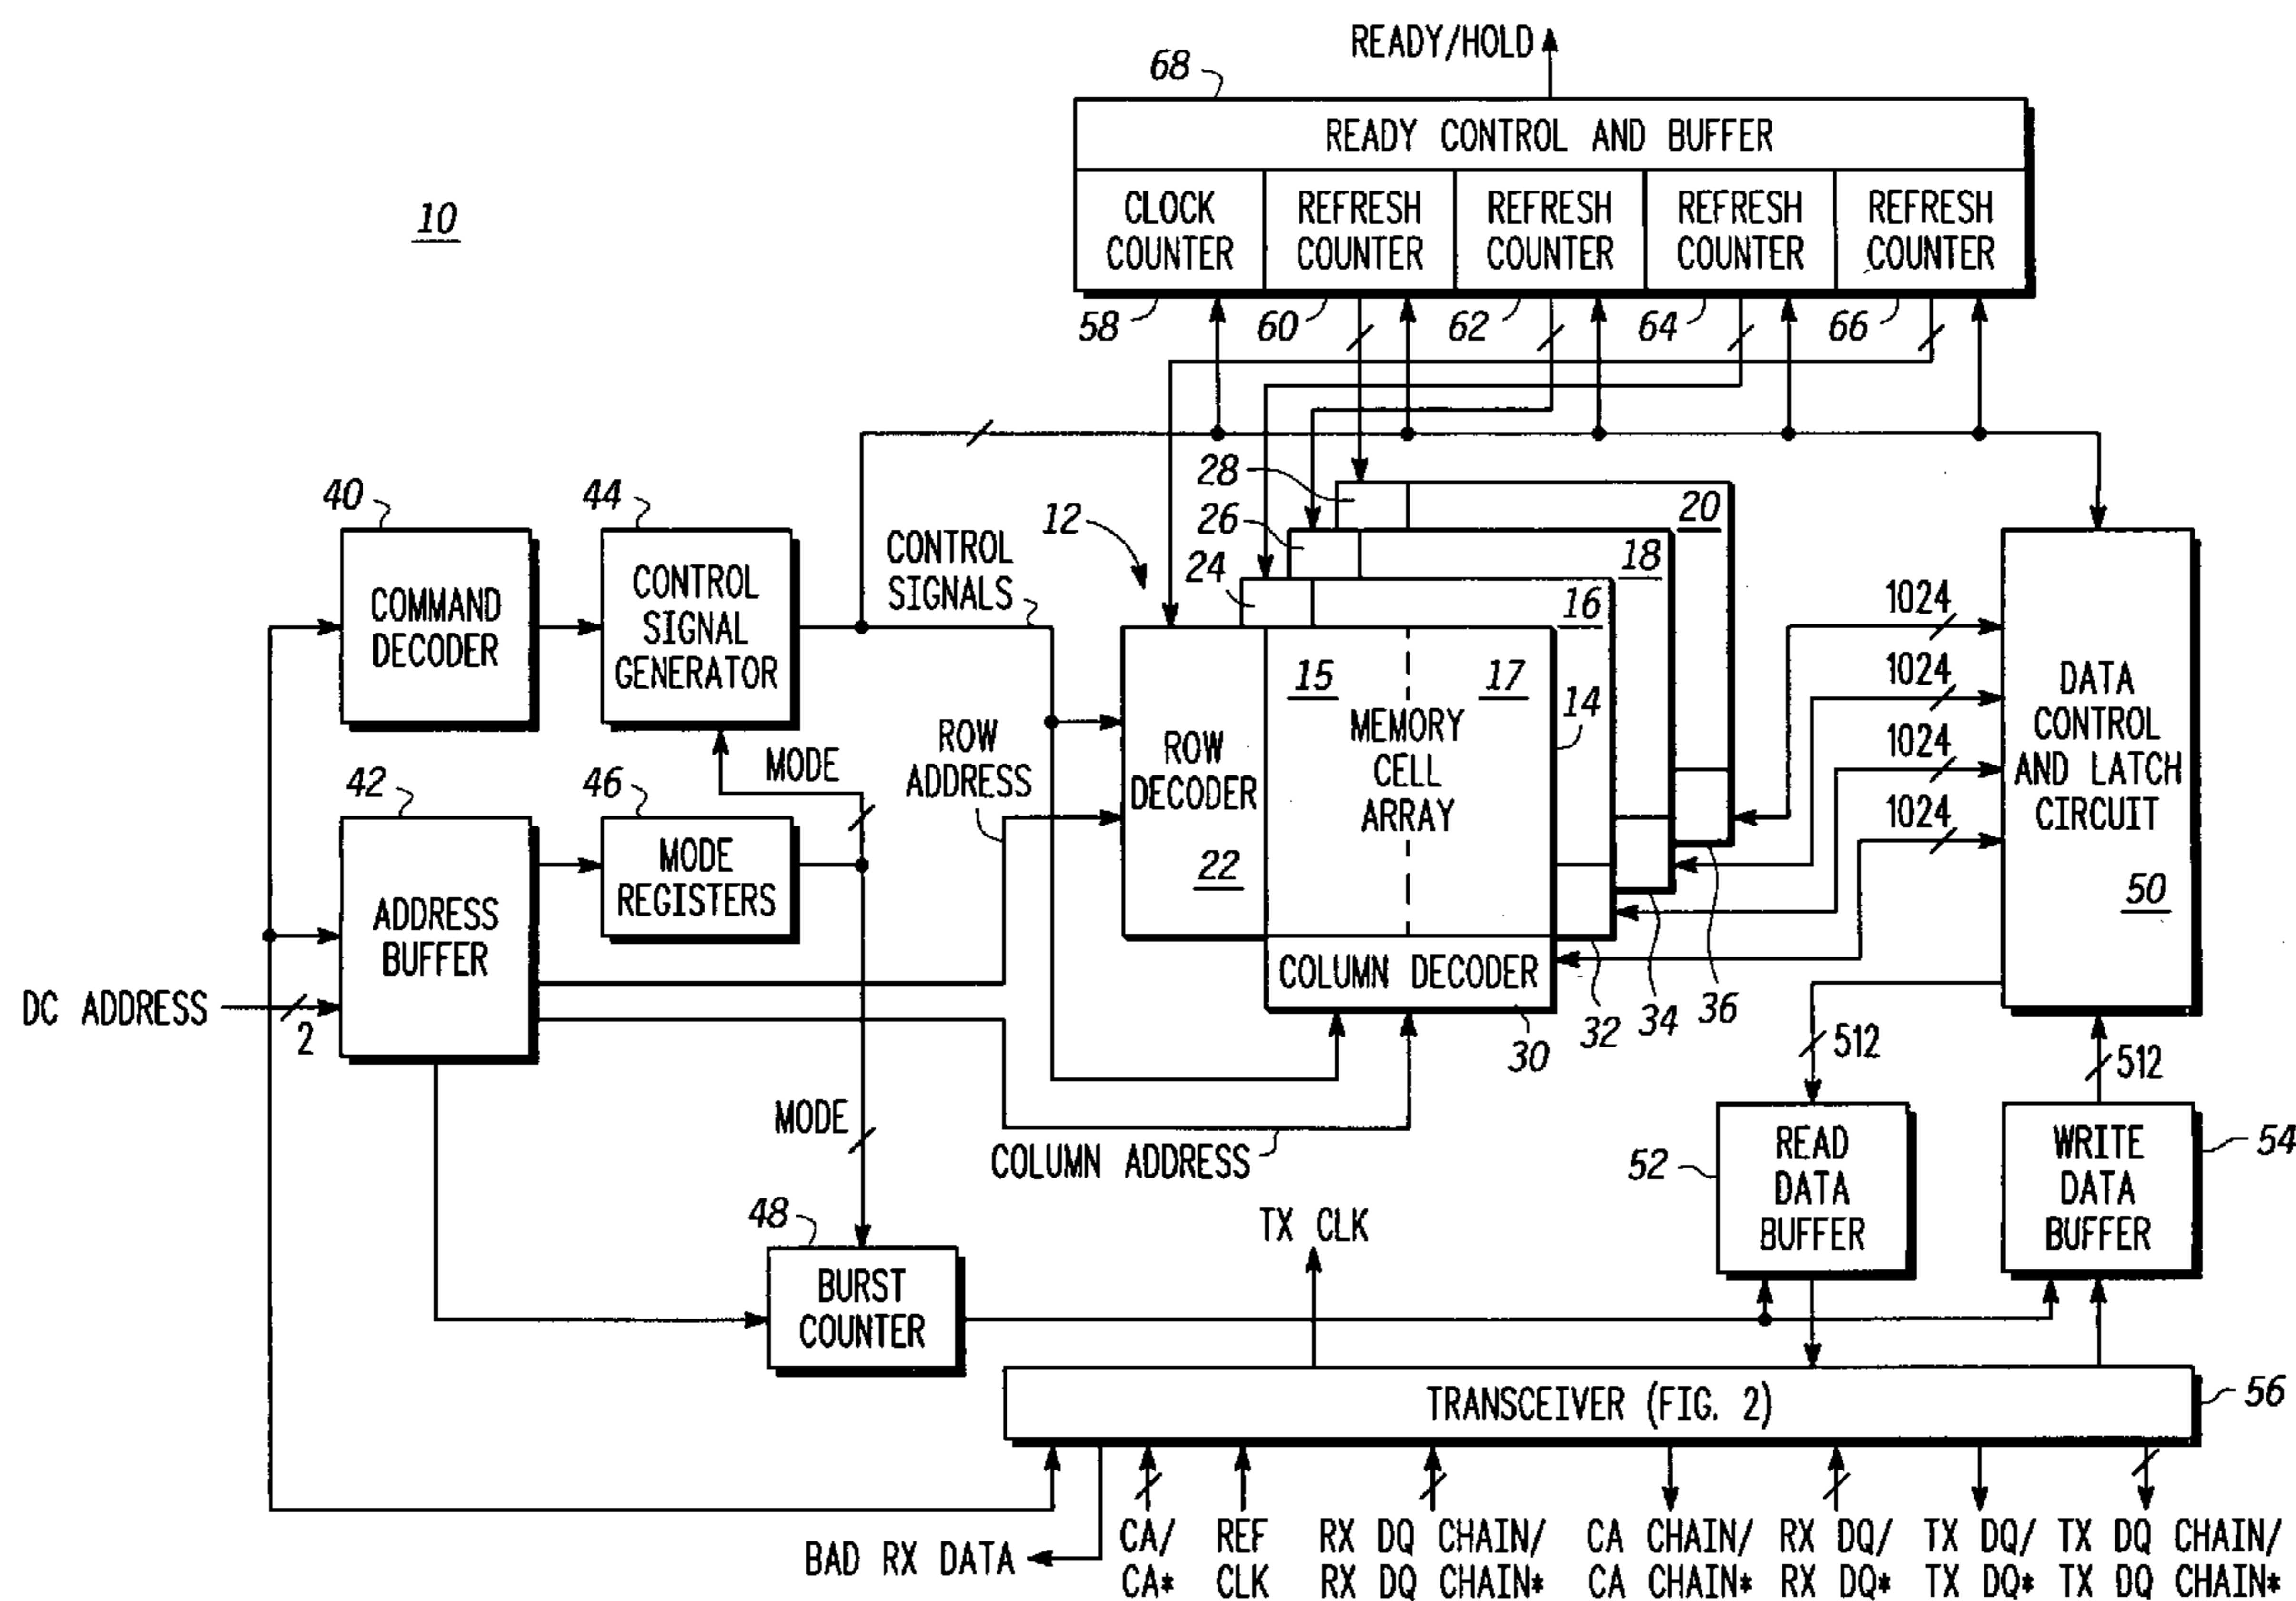 READY/HOLD
68
READY CONTROL AND BUFFER
CLOCK COUNTER
REFRESH COUNTER
REFRESH COUNTER
REFRESH COUNTER
REFRESH COUNTER
10
58
60
62
64
66
28
20
40
44
12
26
18
CONTROL SIGNALS
24
16
COMMAND DECODER
CONTROL SIGNAL GENERATOR
1024
1024
1024
1024
15
17
14
MEMORY CELL ARRAY
ROW DECODER
22
DATA CONTROL AND LATCH CIRCUIT
50
ROW ADDRESS
MODE
42
46
MODE REGISTERS
ADDRESS BUFFER
COLUMN DECODER
DC ADDRESS
2
30
32
34
36
512
512
MODE
COLUMN ADDRESS
52
READ DATA BUFFER
WRITE DATA BUFFER
54
48
TX CLK
BURST COUNTER
TRANSCEIVER (FIG. 2)
56
BAD RX DATA
CA/
CA*
REF
CLK
RX DQ CHAIN/
RX DQ CHAIN*
CA CHAIN/
CA CHAIN*
RX DQ/
RX DQ*
TX DQ/
TX DQ*
TX DQ CHAIN/
TX DQ CHAIN*